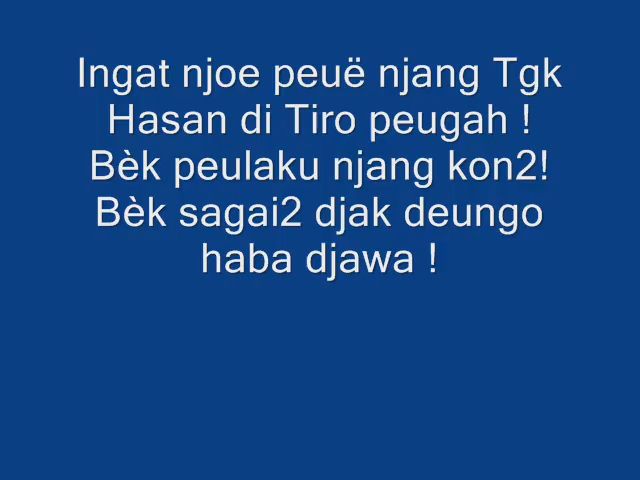 Ingat njoe peuë njang Tgk
Hasan di Tiro peugah !
Bèk peulaku njang kon2!
Bèk sagai2 djak deungo
haba djawa !